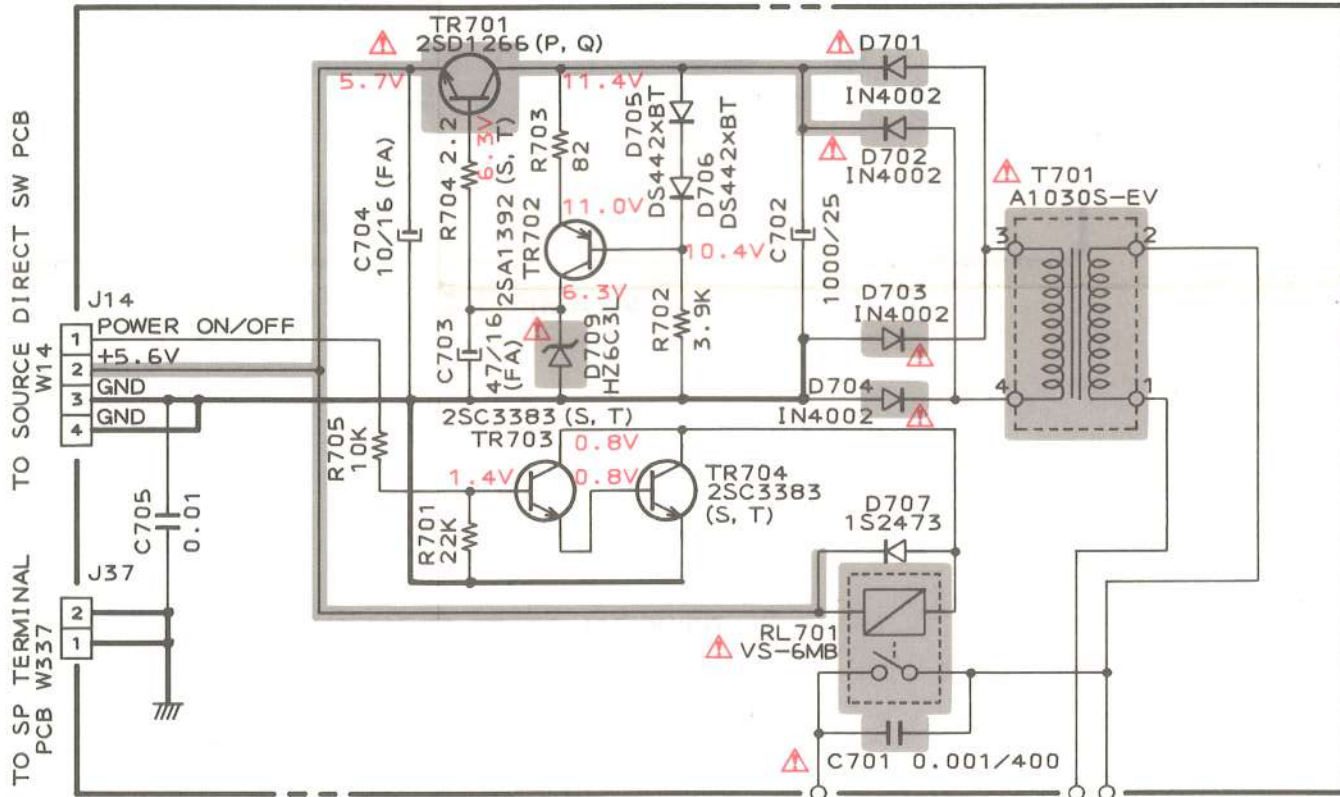 TR701
2SD1266 (P, Q)
5.7V
11.4V
D701
IN4002
D702
IN4002
T701
A1030S-EV
3
2
4
1
R704 2.2
6.3V
R703
82
D705
DS442xBT
D706
DS442xBT
C704
10/16 (FA)
2SA1392 (S, T)
TR702
11.0V
10.4V
6.3V
C702
1000/25
C703
47/16
(FA)
D709
HZ6C3L
R702
3.9K
D703
IN4002
D704
IN4002
TO SOURCE DIRECT SW PCB
W14
J14
1
POWER ON/OFF
2
+5.6V
3
GND
4
GND
R705
10K
2SC3383 (S, T)
TR703
0.8V
1.4V
0.8V
TR704
2SC3383
(S, T)
R701
22K
D707
1S2473
C705
0.01
TO SP TERMINAL
PCB W337
J37
2
1
RL701
VS-6MB
C701 0.001/400